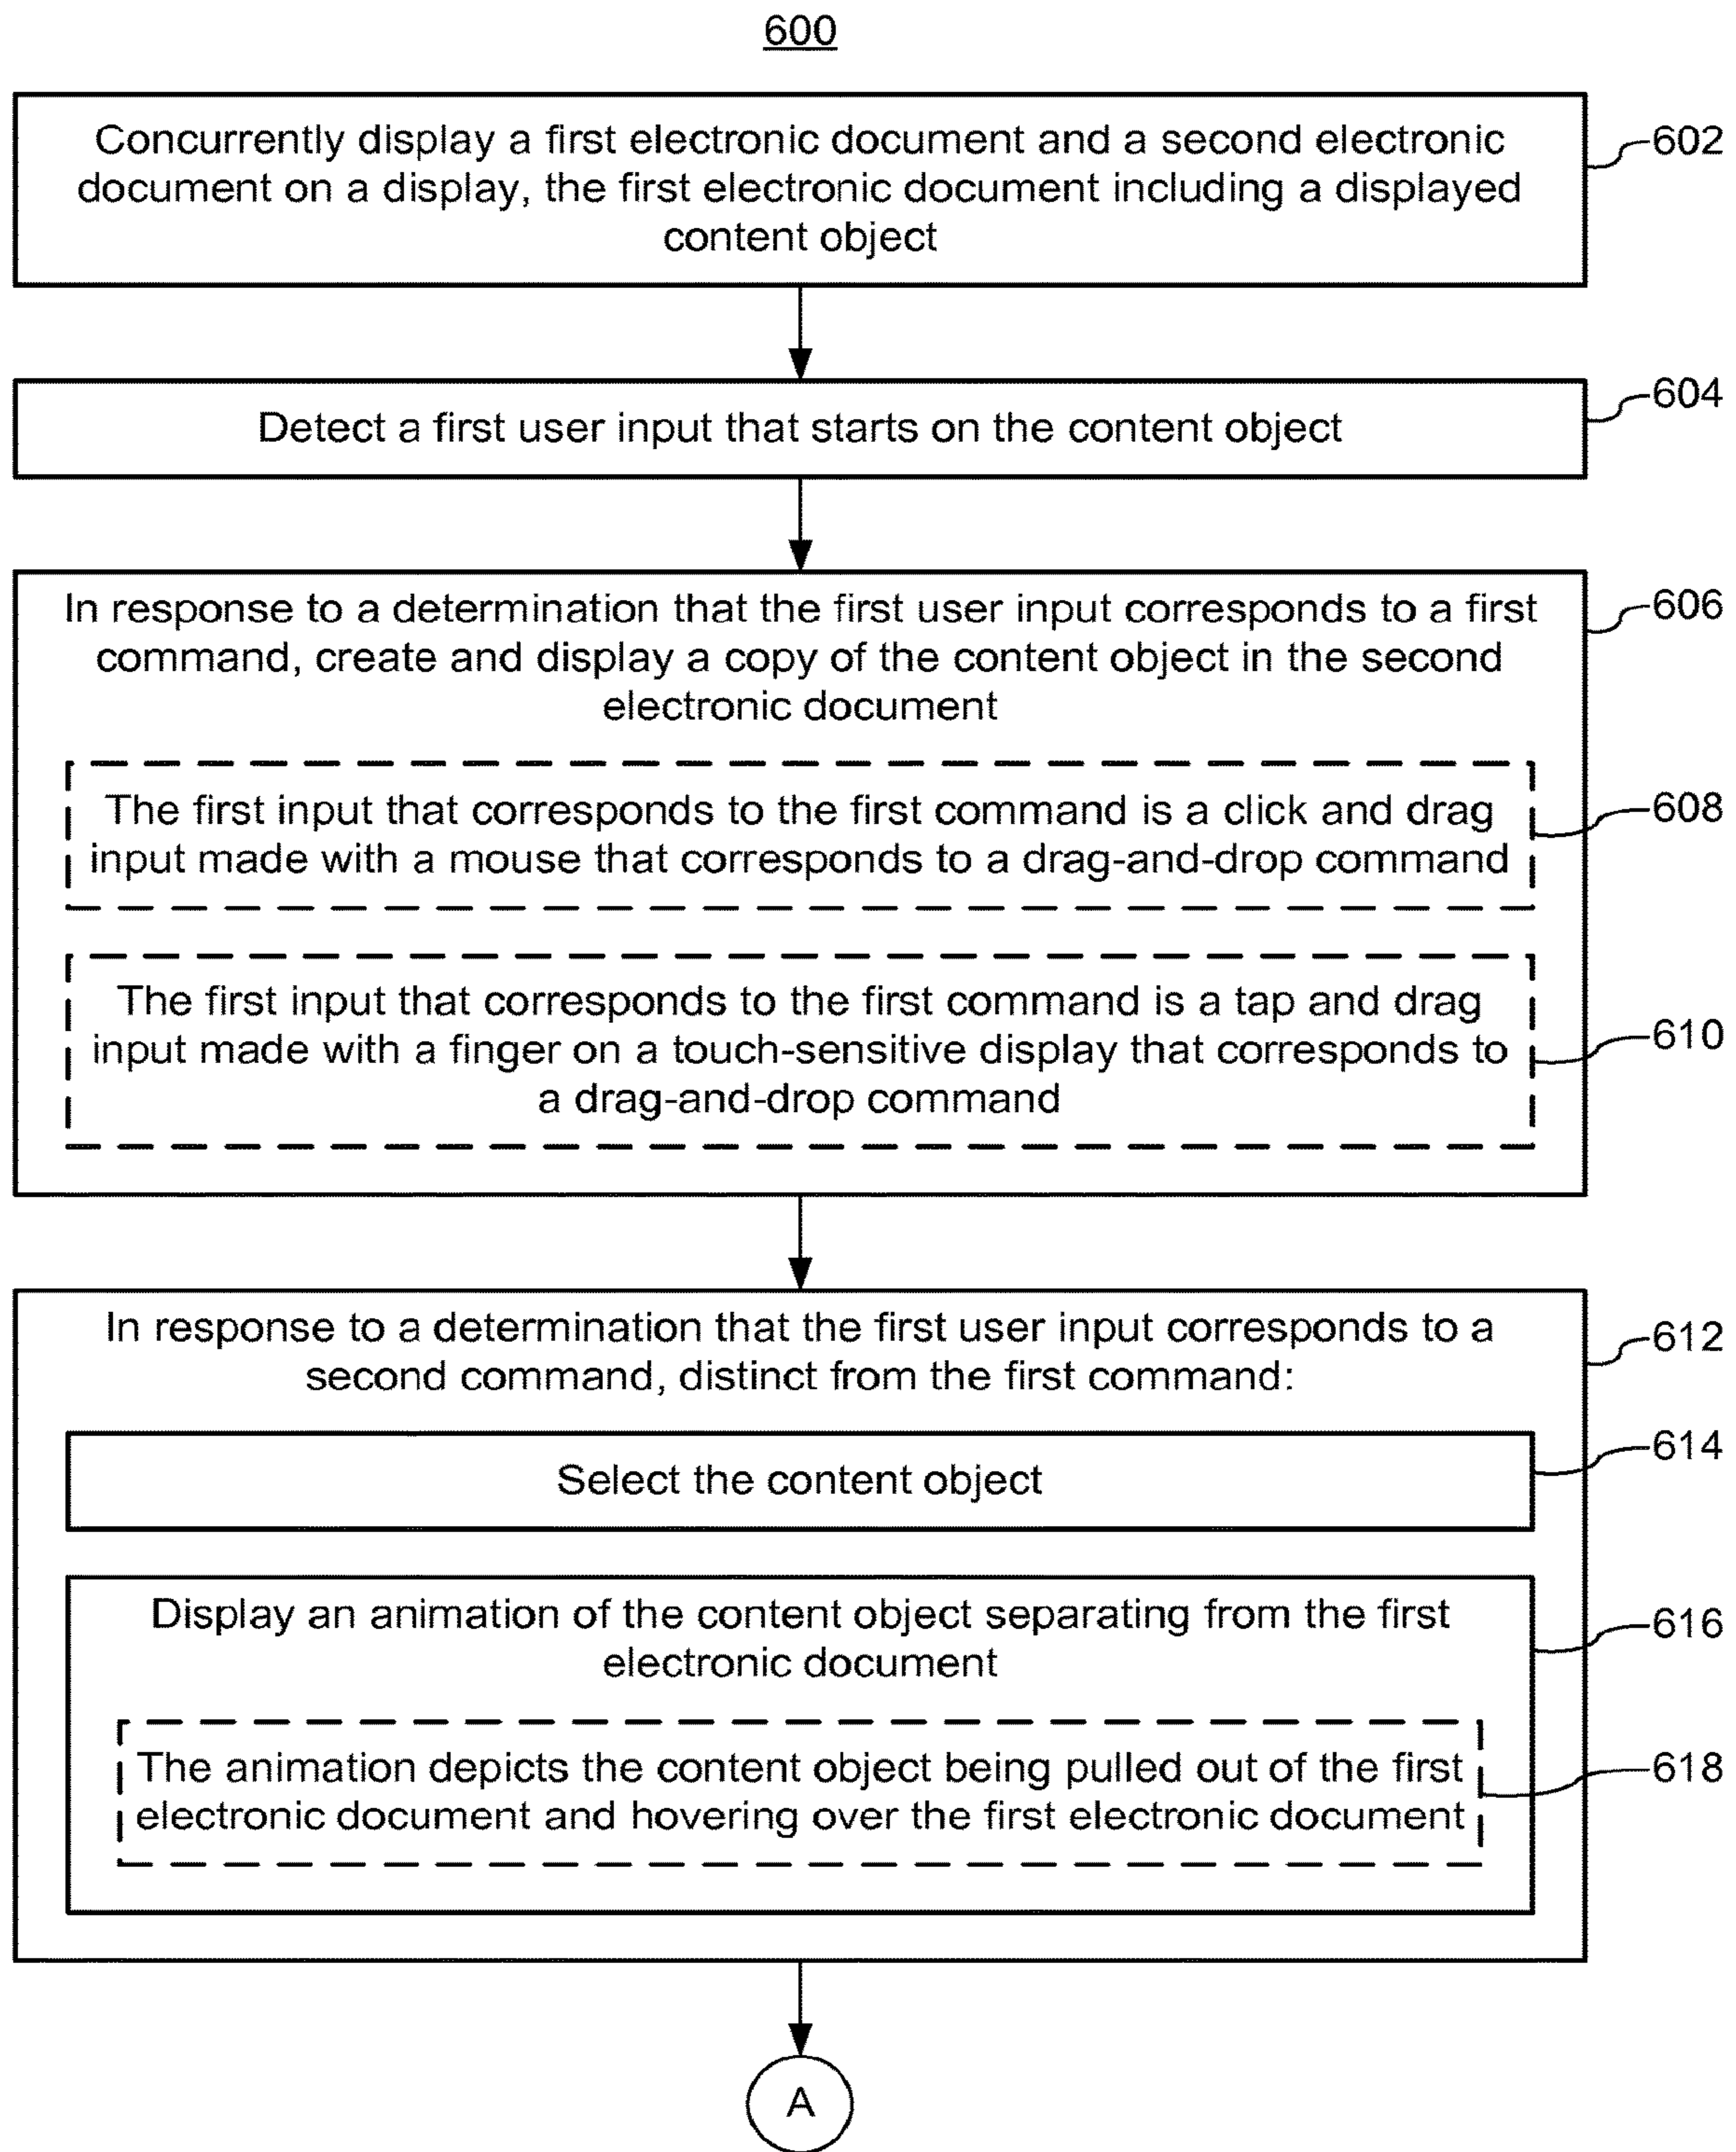 600
Concurrently display a first electronic document and a second electronic
document on a display, the first electronic document including a displayed
content object
602
Detect a first user input that starts on the content object
604
In response to a determination that the first user input corresponds to a first
command, create and display a copy of the content object in the second
electronic document
606
The first input that corresponds to the first command is a click and drag
input made with a mouse that corresponds to a drag-and-drop command
608
The first input that corresponds to the first command is a tap and drag
input made with a finger on a touch-sensitive display that corresponds to
a drag-and-drop command
610
In response to a determination that the first user input corresponds to a
second command, distinct from the first command:
612
Select the content object
614
Display an animation of the content object separating from the first
electronic document
616
The animation depicts the content object being pulled out of the first
electronic document and hovering over the first electronic document
618
A